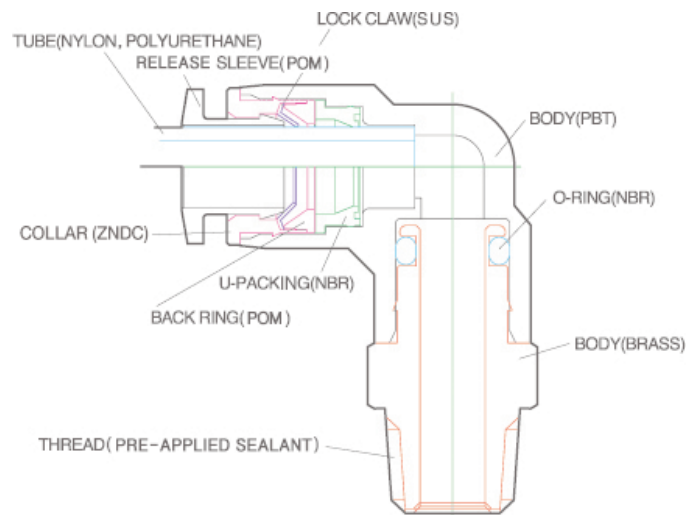 LOCK CLAW(SUS)
TUBE(NYLON, POLYURETHANE)
RELEASE SLEEVE(POM)
BODY(PBT)
O-RING(NBR)
COLLAR (ZNDC)
U-PACKING(NBR)
BACK RING(POM)
BODY(BRASS)
THREAD(PRE-APPLIED SEALANT)